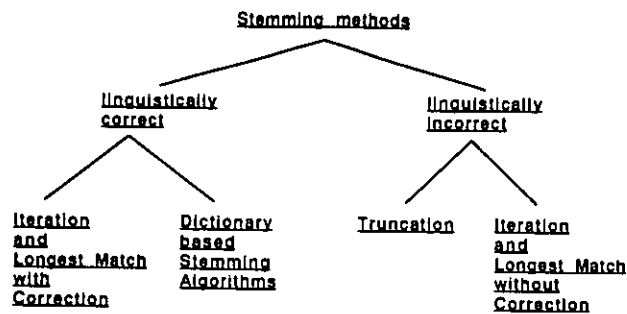 Stemming methods
linguistically
correct
linguistically
incorrect
Iteration
and
Longest Match
with
Correction
Dictionary
based
Stemming
Algorithms
Truncation
Iteration
and
Longest Match
without
Correction